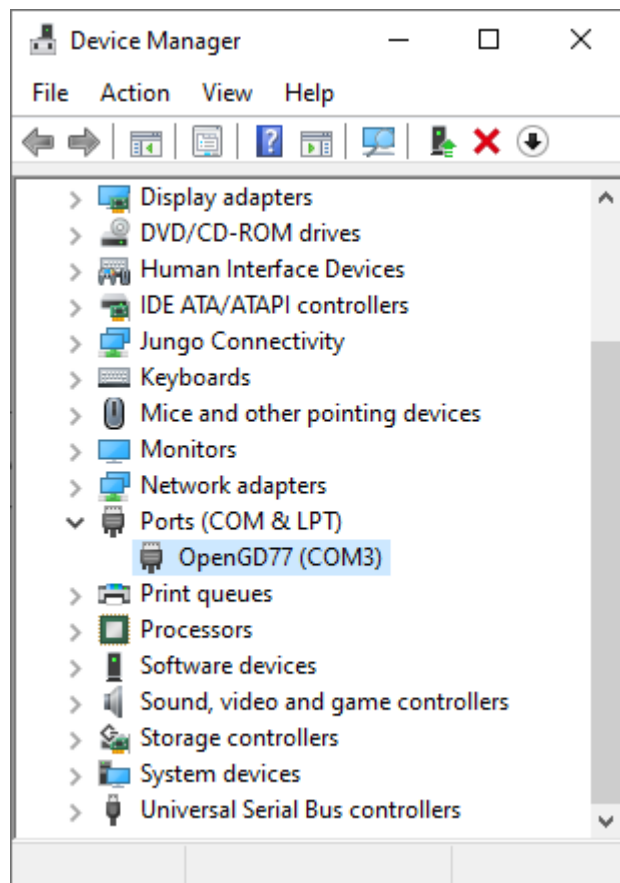 Device Manager
File Action View Help
Display adapters
DVD/CD-ROM drives
Human Interface Devices
IDE ATA/ATAPI controllers
Jungo Connectivity
Keyboards
Mice and other pointing devices
Monitors
Network adapters
Ports (COM & LPT)
OpenGD77 (COM3)
Print queues
Processors
Software devices
Sound, video and game controllers
Storage controllers
System devices
Universal Serial Bus controllers